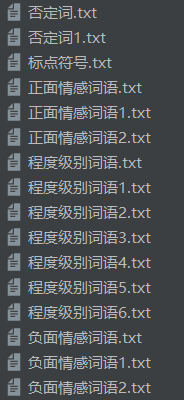 否定词.txt
否定词1.txt
标点符号.txt
正面情感词语.txt
正面情感词语1.txt
正面情感词语2.txt
程度级别词语.txt
程度级别词语1.txt
程度级别词语2.txt
程度级别词语3.txt
程度级别词语4.txt
程度级别词语5.txt
程度级别词语6.txt
负面情感词语.txt
负面情感词语1.txt
负面情感词语2.txt